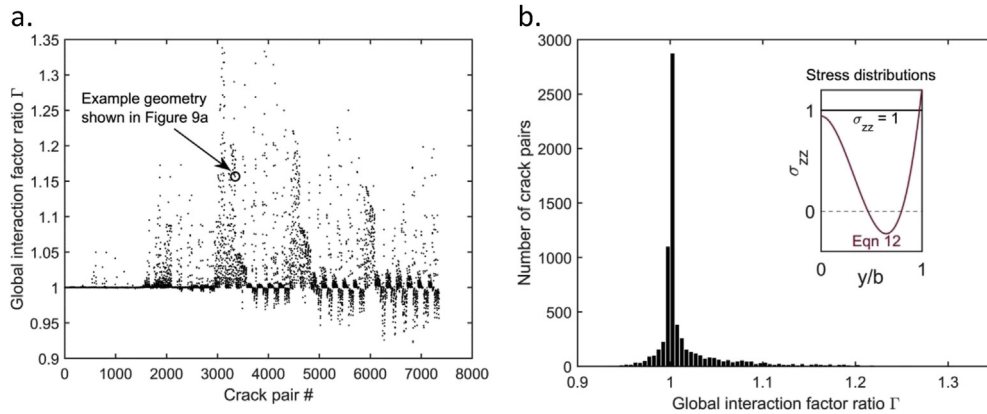 a.
1.35
1.3
1.25
1.2
1.15
1.1
1.05
1
0.95
0.9
Global interaction factor ratio Γ
Example geometry
shown in Figure 9a
0 1000 2000 3000 4000 5000 6000 7000 8000
Crack pair #
b.
3000
2500
2000
1500
1000
500
0
Number of crack pairs
0.9 1 1.1 1.2 1.3
Global interaction factor ratio Γ
Stress distributions
1
0
σzz
σzz = 1
Eqn 12
0 1
y/b